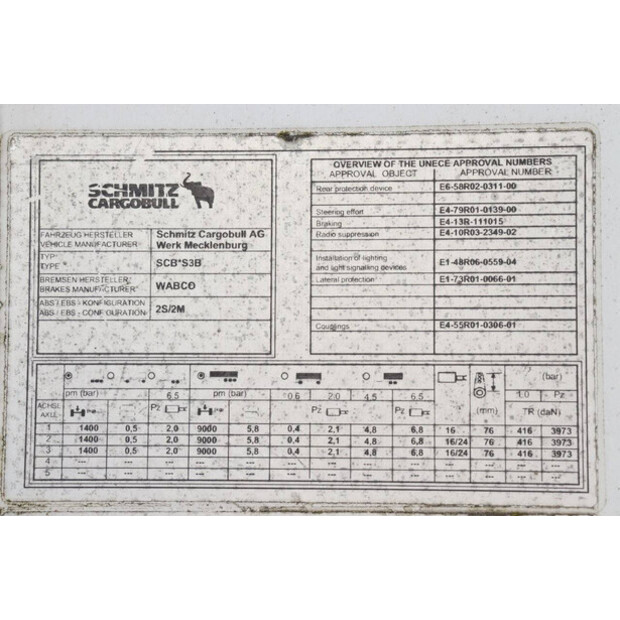 SCHMITZ
CARGOBULL
FAHRZEUG HERSTELLER
VEHICLE MANUFACTURER
Schmitz Cargobull AG
Werk Mecklenburg
TYP
TYPE
SCB*S3B
BREMSEN HERSTELLER
BRAKES MANUFACTURER
WABCO
ABS / EBS - KONFIGURATION
ABS / EBS - CONFIGURATION
2S/2M
OVERVIEW OF THE UNECE APPROVAL NUMBERS
APPROVAL OBJECT APPROVAL NUMBER
Rear protection device E6-58R02-0311-00
Steering effort E4-79R01-0139-00
Braking E4-13R-111015
Radio suppression E4-10R03-2349-02
Installation of lighting
and light signalling devices E1-48R06-0559-04
Lateral protection E1-73R01-0066-01
Couplings E4-55R01-0306-01
(bar)
pm (bar) 6,5 pm (bar) 0,6 2,0 4,5 6,5 1,0 - Pz
ACHSE
AXLE Pz Pz Pz (mm) TR (daN)
1 1400 0,5 2,0 9000 5,8 0,4 2,1 4,8 6,8 16 76 416 3973
2 1400 0,5 2,0 9000 5,8 0,4 2,1 4,8 6,8 16/24 76 416 3973
3 1400 0,5 2,0 9000 5,8 0,4 2,1 4,8 6,8 16/24 76 416 3973
4 --- --- --- --- --- --- --- --- --- --- --- --- ---
5 --- --- --- --- --- --- --- --- --- --- --- --- ---